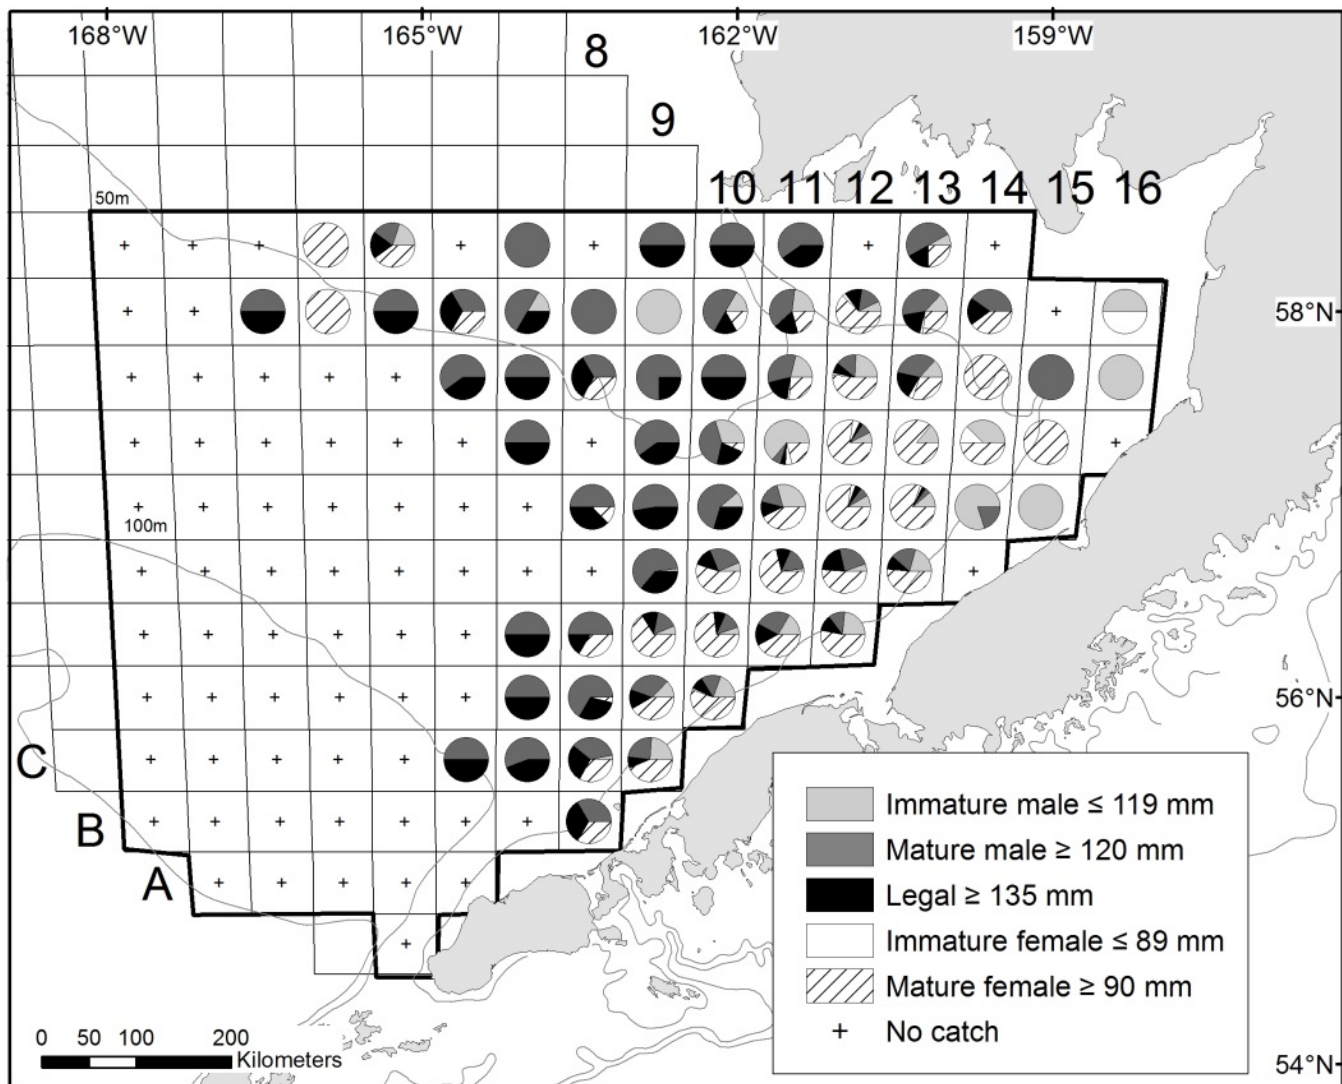 168°W 165°W 162°W 159°W
8
9
10 11 12 13 14 15 16
50m
58°N
100m
56°N
C
B
A
Immature male ≤ 119 mm
Mature male ≥ 120 mm
Legal ≥ 135 mm
Immature female ≤ 89 mm
Mature female ≥ 90 mm
+ No catch
0 50 100 200
Kilometers
54°N